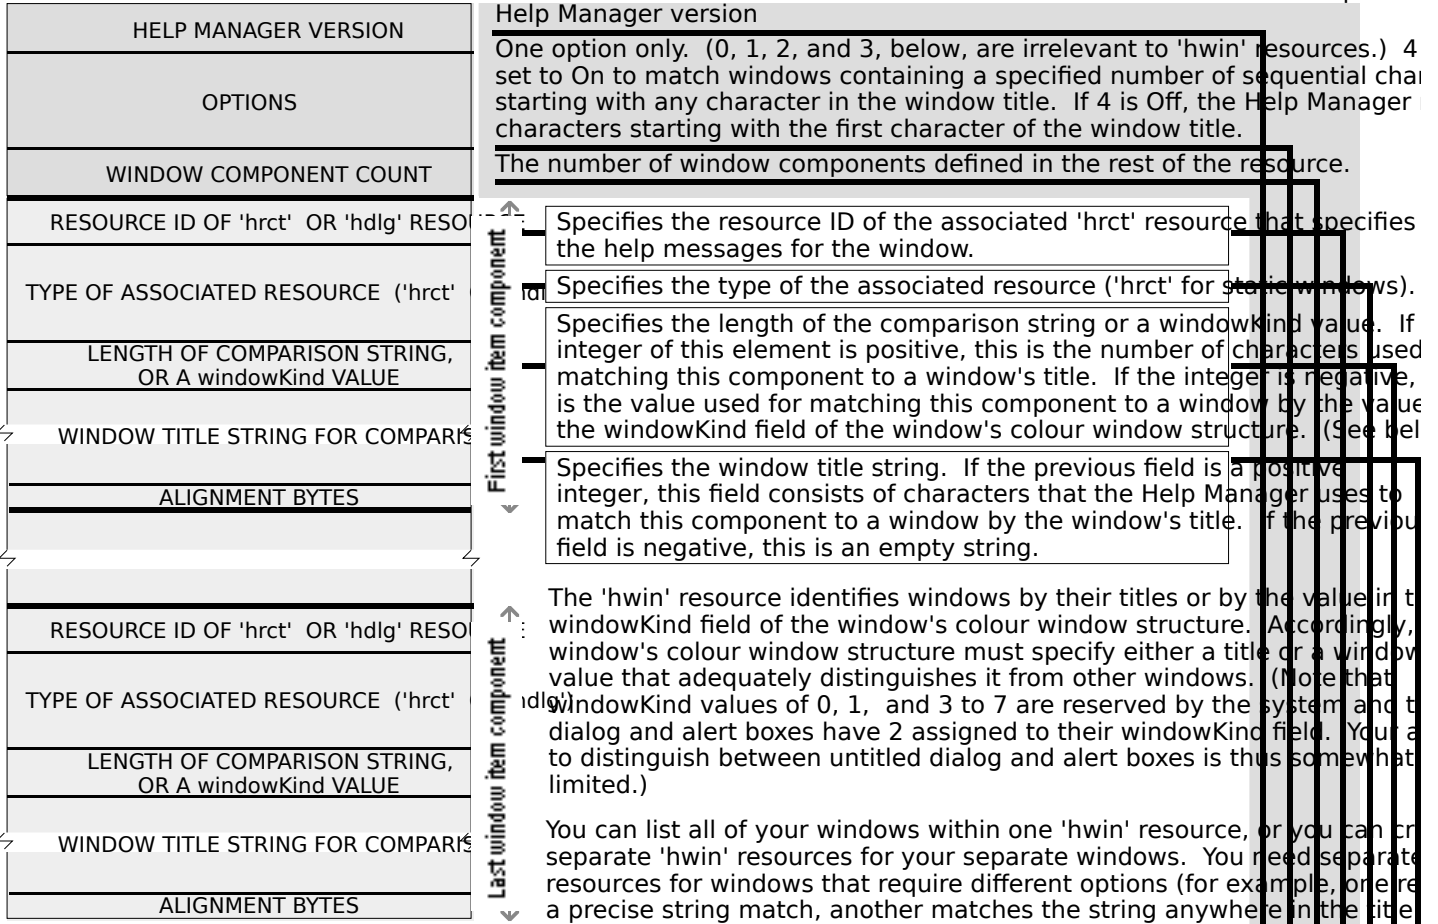 HELP MANAGER VERSION
OPTIONS
WINDOW COMPONENT COUNT
RESOURCE ID OF 'hrct'  OR 'hdlg'
TYPE OF ASSOCIATED RESOURCE  ('hrct'
LENGTH OF COMPARISON STRING,
OR A windowKind VALUE
WINDOW TITLE STRING FOR
ALIGNMENT BYTES
RESOURCE ID OF 'hrct'  OR 'hdlg'
TYPE OF ASSOCIATED RESOURCE  ('hrct'
LENGTH OF COMPARISON STRING,
OR A windowKind VALUE
WINDOW TITLE STRING FOR
ALIGNMENT BYTES
First window item component
Last window item component
Help Manager version
One option only.  (0, 1, 2, and 3, below, are irrelevant to 'hwin' resources.)  4
set to On to match windows containing a specified number of sequential
starting with any character in the window title.  If 4 is Off, the Help Manager
characters starting with the first character of the window title.
The number of window components defined in the rest of the resource.
Specifies the resource ID of the associated 'hrct' resource that specifies
the help messages for the window.
Specifies the type of the associated resource ('hrct' for static windows).
Specifies the length of the comparison string or a windowKind value.  If
integer of this element is positive, this is the number of characters used
matching this component to a window's title.  If the integer is negative,
is the value used for matching this component to a window by the value
the windowKind field of the window's colour window structure.  (See
Specifies the window title string.  If the previous field is a positive
integer, this field consists of characters that the Help Manager uses to
match this component to a window by the window's title.  If the
field is negative, this is an empty string.
The 'hwin' resource identifies windows by their titles or by the value in
windowKind field of the window's colour window structure.  Accordingly,
window's colour window structure must specify either a title or a
value that adequately distinguishes it from other windows.  (Note that
windowKind values of 0, 1,  and 3 to 7 are reserved by the system and
dialog and alert boxes have 2 assigned to their windowKind field.  Your
to distinguish between untitled dialog and alert boxes is thus somewhat
limited.)
You can list all of your windows within one 'hwin' resource, or you can
separate 'hwin' resources for your separate windows.  You need separate
resources for windows that require different options (for example, one
a precise string match, another matches the string anywhere in the title